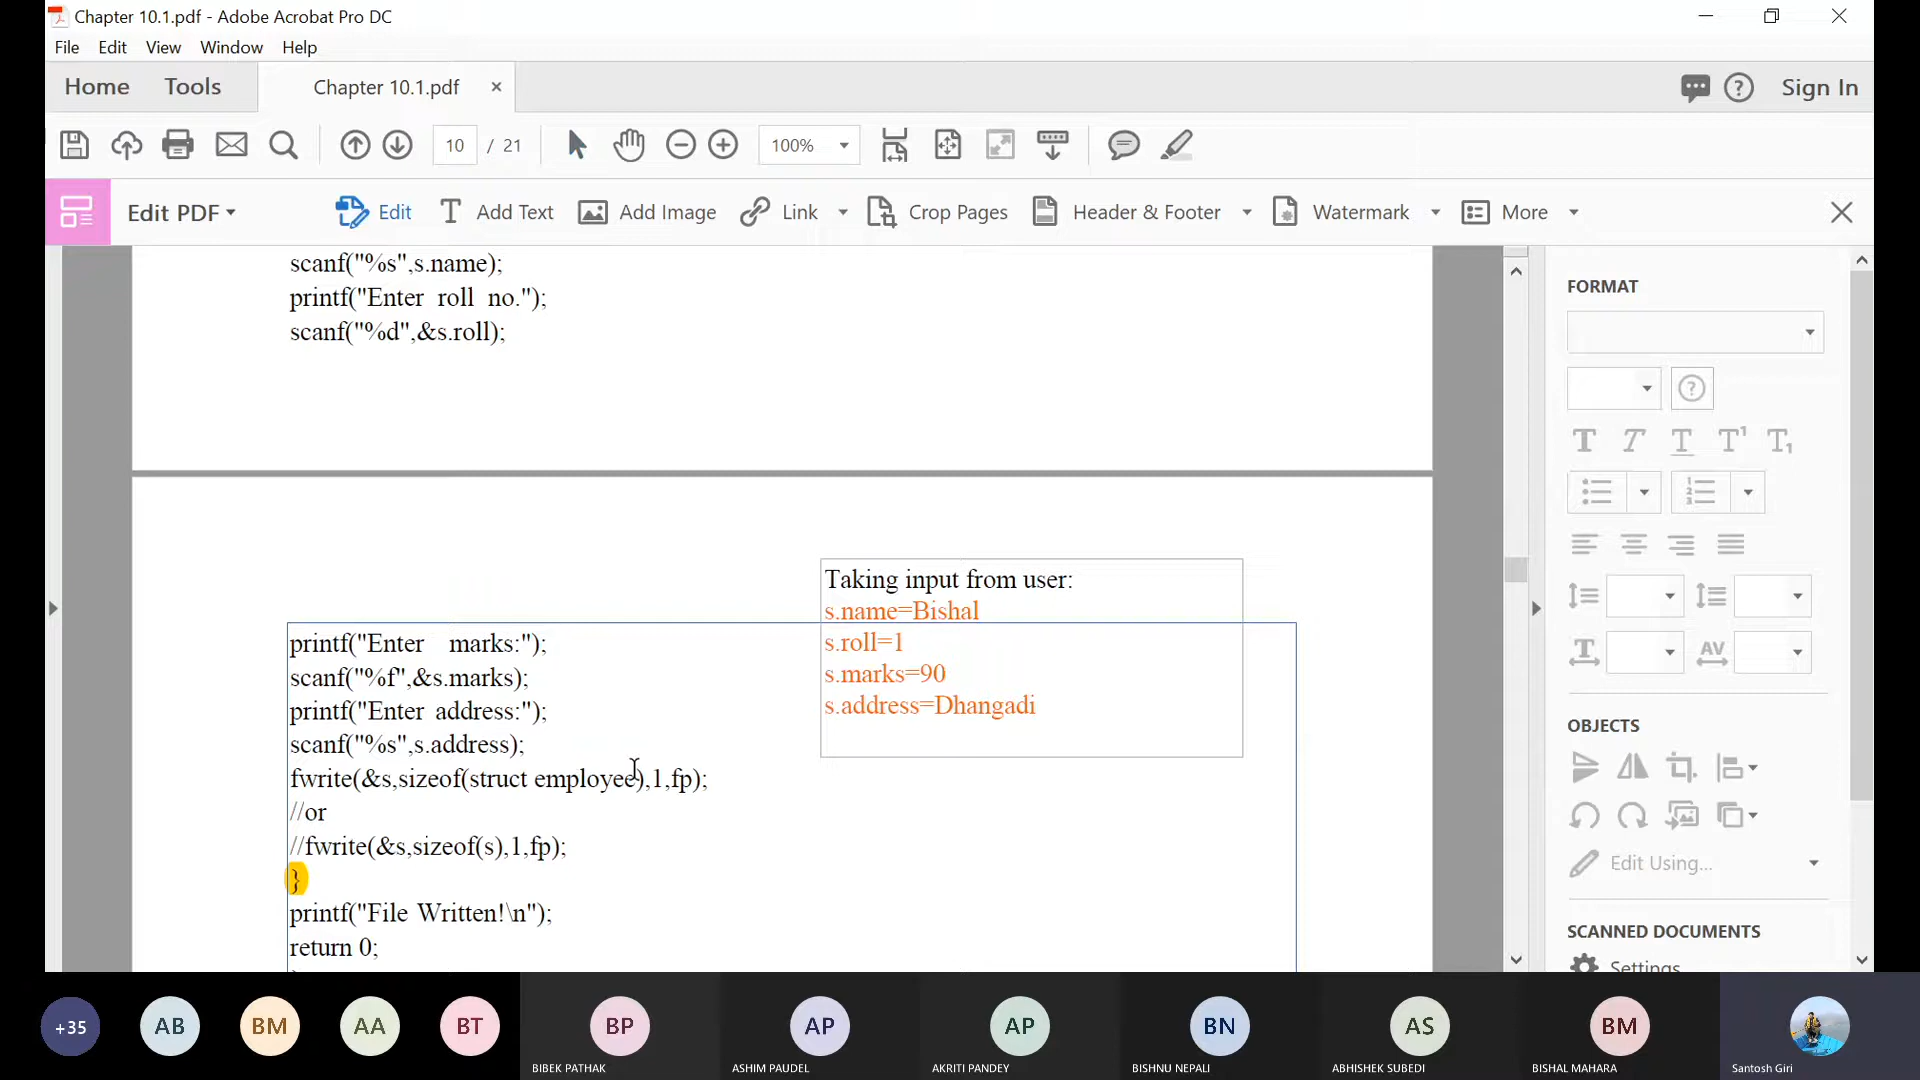 Chapter 10.1.pdf - Adobe Acrobat Pro DC
File Edit View Window Help
Home Tools Chapter 10.1.pdf × Sign In
10 / 21 100%
Edit PDF Edit Add Text Add Image Link Crop Pages Header & Footer Watermark More
scanf("%s",s.name);
printf("Enter roll no.");
scanf("%d",&s.roll);
Taking input from user:
s.name=Bishal
s.roll=1
s.marks=90
s.address=Dhangadi
printf("Enter marks:");
scanf("%f",&s.marks);
printf("Enter address:");
scanf("%s",s.address);
fwrite(&s,sizeof(struct employee),1,fp);
//or
//fwrite(&s,sizeof(s),1,fp);
}
printf("File Written!\n");
return 0;
FORMAT
OBJECTS
Edit Using...
SCANNED DOCUMENTS
Settings
+35 AB BM AA BT BP AP AP BN AS BM
BIBEK PATHAK ASHIM PAUDEL AKRITI PANDEY BISHNU NEPALI ABHISHEK SUBEDI BISHAL MAHARA Santosh Giri